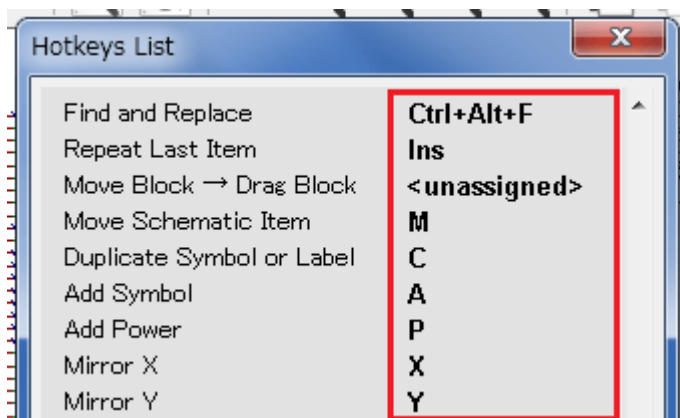 Hotkeys List
Find and Replace Ctrl+Alt+F
Repeat Last Item Ins
Move Block → Drag Block <unassigned>
Move Schematic Item M
Duplicate Symbol or Label C
Add Symbol A
Add Power P
Mirror X X
Mirror Y Y